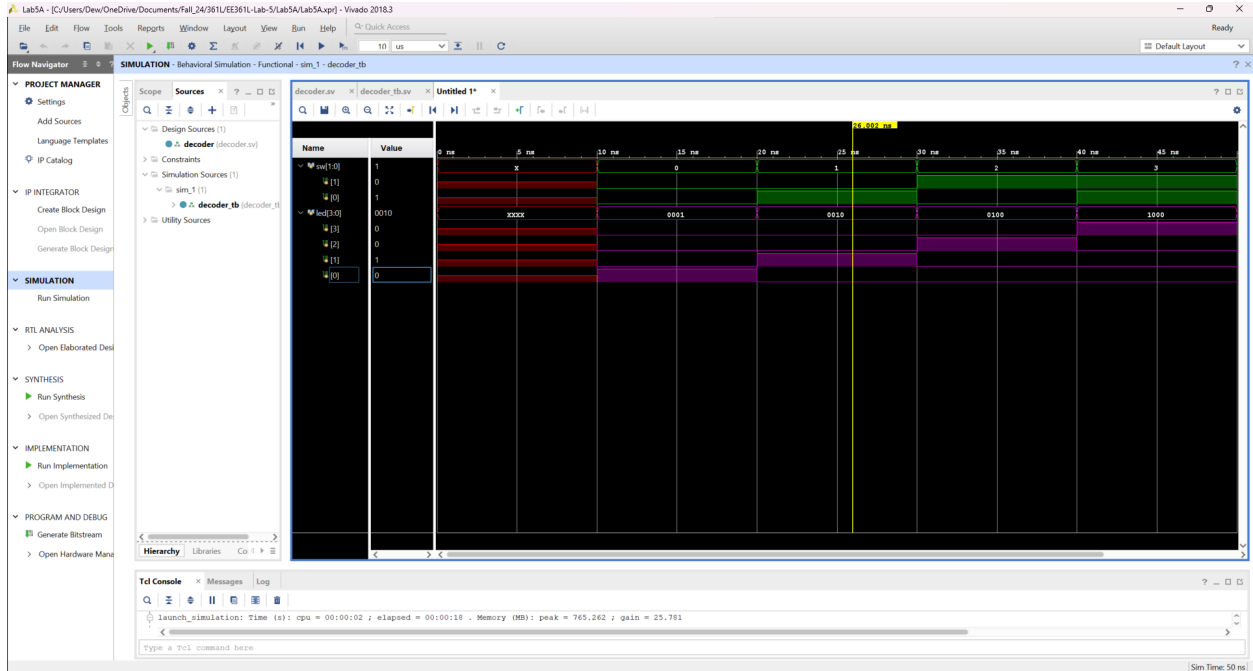 Lab5A - [C:/Users/Dew/OneDrive/Documents/Fall_24/361L/EE361L-Lab-5/Lab5A/Lab5A.xpr] - Vivado 2018.3
File Edit Flow Tools Reports Window Layout View Run Help Quick Access Ready
10 us Default Layout
Flow Navigator SIMULATION - Behavioral Simulation - Functional - sim_1 - decoder_tb
PROJECT MANAGER
Settings
Add Sources
Language Templates
IP Catalog
IP INTEGRATOR
Create Block Design
Open Block Design
Generate Block Design
SIMULATION
Run Simulation
RTL ANALYSIS
Open Elaborated Desi
SYNTHESIS
Run Synthesis
Open Synthesized De
IMPLEMENTATION
Run Implementation
Open Implemented D
PROGRAM AND DEBUG
Generate Bitstream
Open Hardware Mana
Objects
Scope Sources
Design Sources (1)
decoder (decoder.sv)
Constraints
Simulation Sources (1)
sim_1 (1)
decoder_tb (decoder_tl
Utility Sources
Hierarchy Libraries Co
decoder.sv decoder_tb.sv Untitled 1*
26.002 ns
Name Value 0 ns 5 ns 10 ns 15 ns 20 ns 25 ns 30 ns 35 ns 40 ns 45 ns
sw[1:0] 1 X 0 1 2 3
[1] 0
[0] 1
led[3:0] 0010 XXXX 0001 0010 0100 1000
[3] 0
[2] 0
[1] 1
[0] 0
Tcl Console Messages Log
launch_simulation: Time (s): cpu = 00:00:02 ; elapsed = 00:00:18 . Memory (MB): peak = 765.262 ; gain = 25.781
Type a Tcl command here
Sim Time: 50 ns